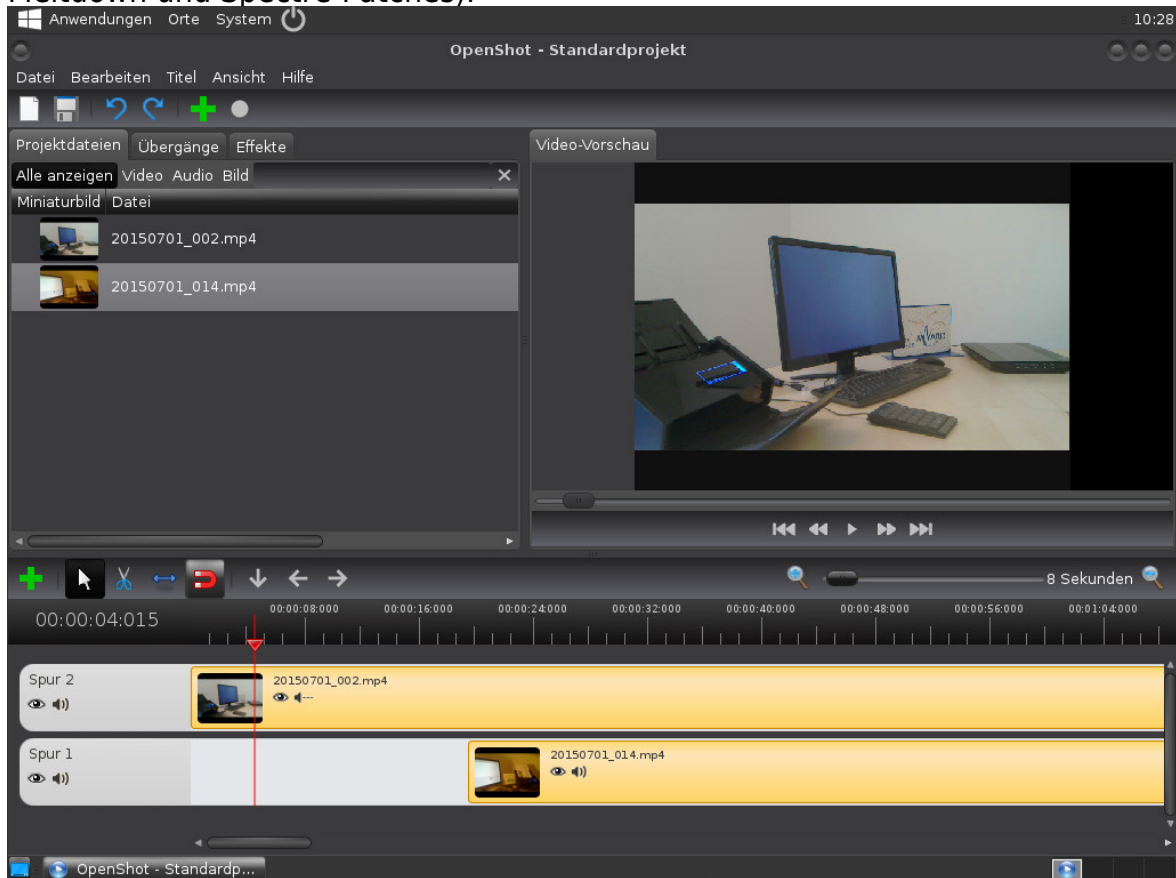 Meltdown and Spectre Patches).
Anwendungen Orte System 10:28
OpenShot - Standardprojekt
Datei Bearbeiten Titel Ansicht Hilfe
Projektdateien Übergänge Effekte Video-Vorschau
Alle anzeigen Video Audio Bild
Miniaturbild Datei
20150701_002.mp4
20150701_014.mp4
8 Sekunden
00:00:04:015
00:00:08:000 00:00:16:000 00:00:24:000 00:00:32:000 00:00:40:000 00:00:48:000 00:00:56:000 00:01:04:000
Spur 2
20150701_002.mp4
Spur 1
20150701_014.mp4
OpenShot - Standardp...